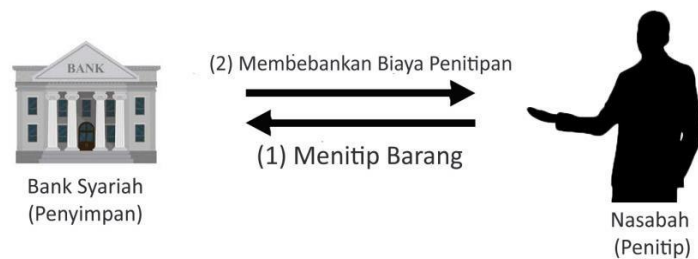 BANK
(2) Membebankan Biaya Penitipan
(1) Menitip Barang
Bank Syariah
(Penyimpan)
Nasabah
(Penitip)